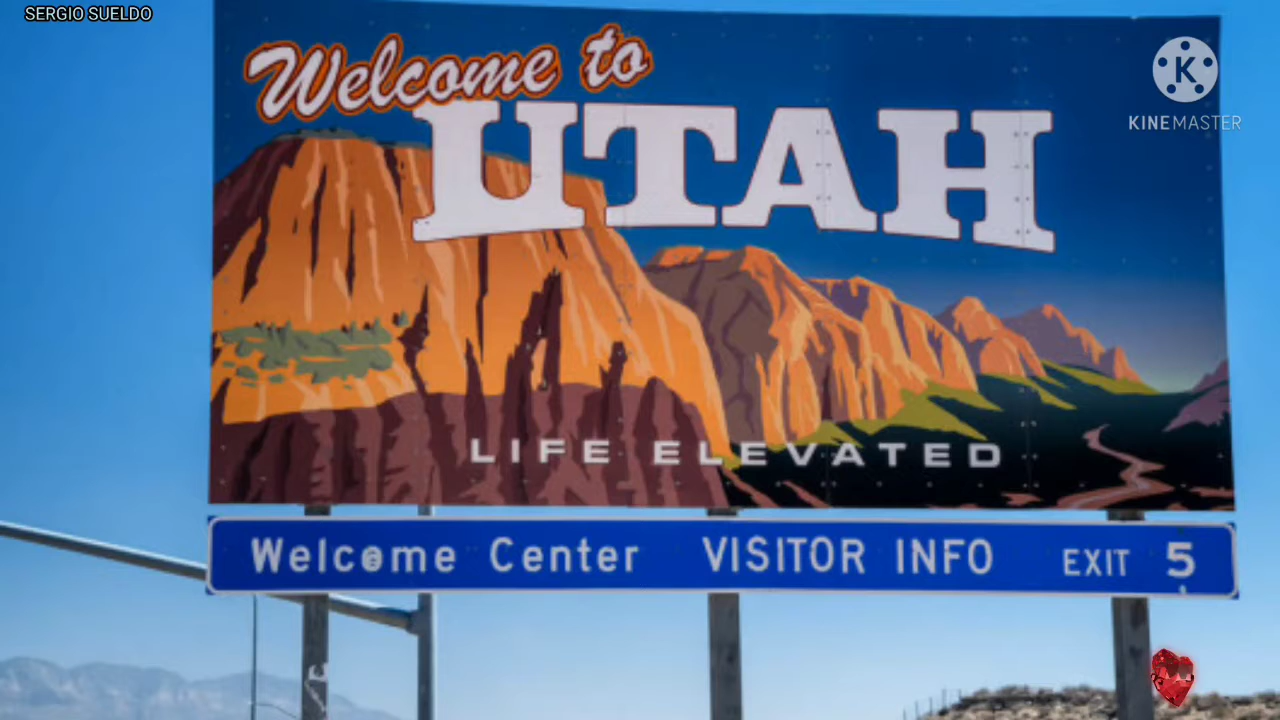 SERGIO SUELDO
Welcome to
UTAH
K
KINEMASTER
LIFE ELEVATED
Welcome Center VISITOR INFO EXIT 5